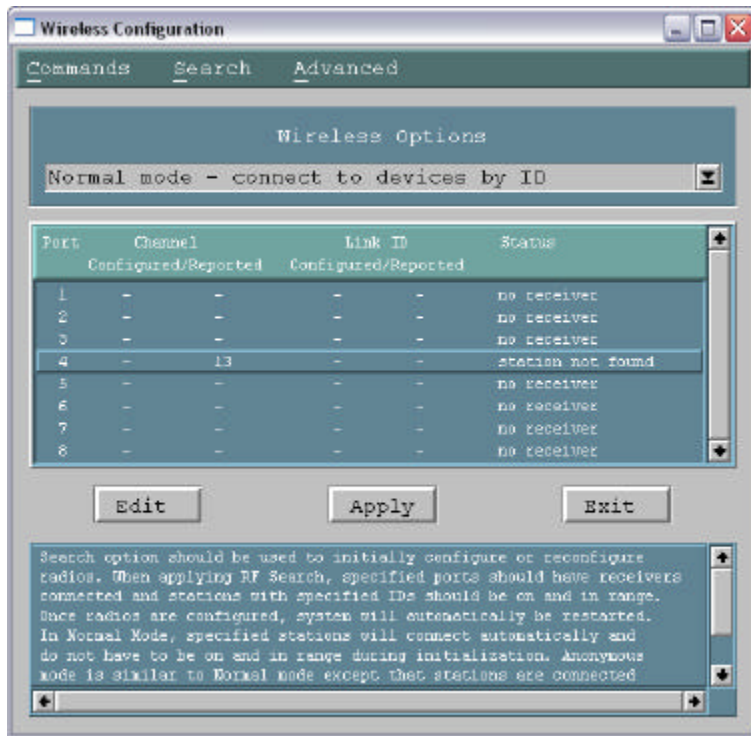 Wireless Configuration
Commands Search Advanced
Wireless Options
Normal mode - connect to devices by ID
Port Channel Link ID Status
Configured/Reported Configured/Reported
1 - - - - no receiver
2 - - - - no receiver
3 - - - - no receiver
4 - 13 - - station not found
5 - - - - no receiver
6 - - - - no receiver
7 - - - - no receiver
8 - - - - no receiver
Edit Apply Exit
Search option should be used to initially configure or reconfigure
radios. When applying RF Search, specified ports should have receivers
connected and stations with specified IDs should be on and in range.
Once radios are configured, system will automatically be restarted.
In Normal Mode, specified stations will connect automatically and
do not have to be on and in range during initialization. Anonymous
mode is similar to Normal mode except that stations are connected